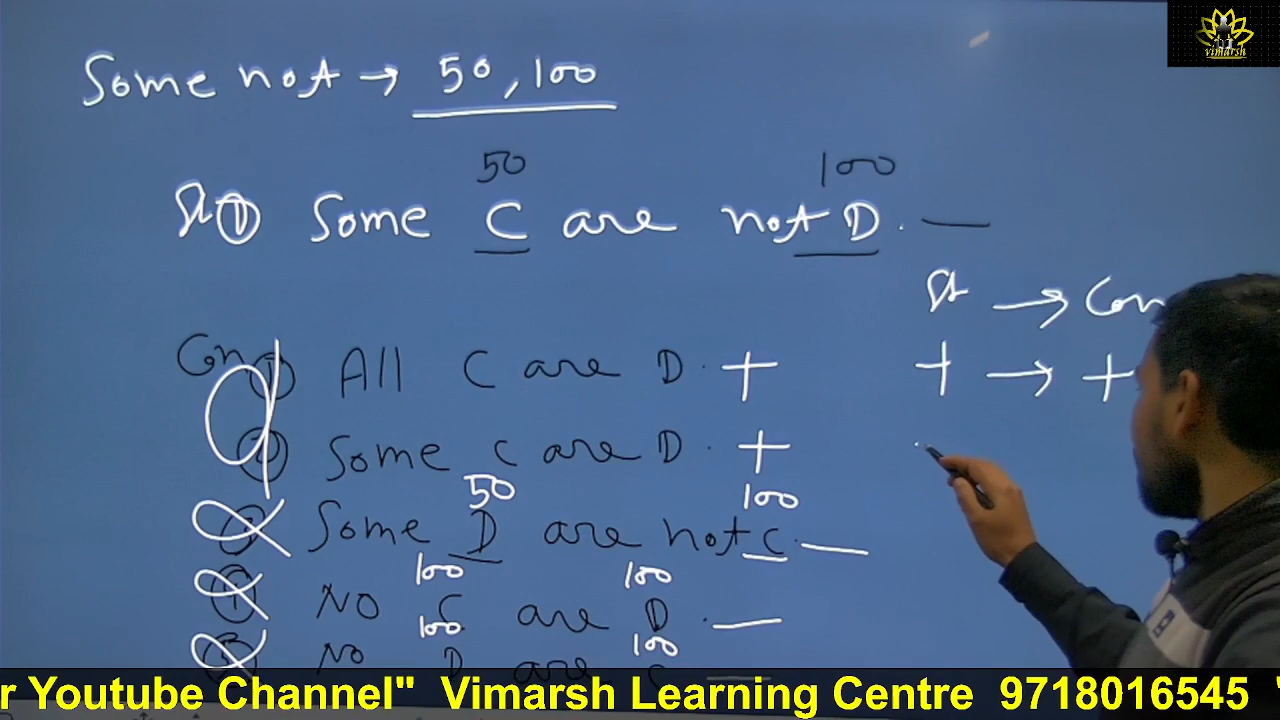 vimarsh
Some not → 50,100
50 100
St ① Some C are not D. —
St → Con
Con ① All C are D. + + → +
② Some C are D. +
50 100
Some D are not C. —
100 100
No C are D. —
100 100
No D are C —
r Youtube Channel" Vimarsh Learning Centre 9718016545 "